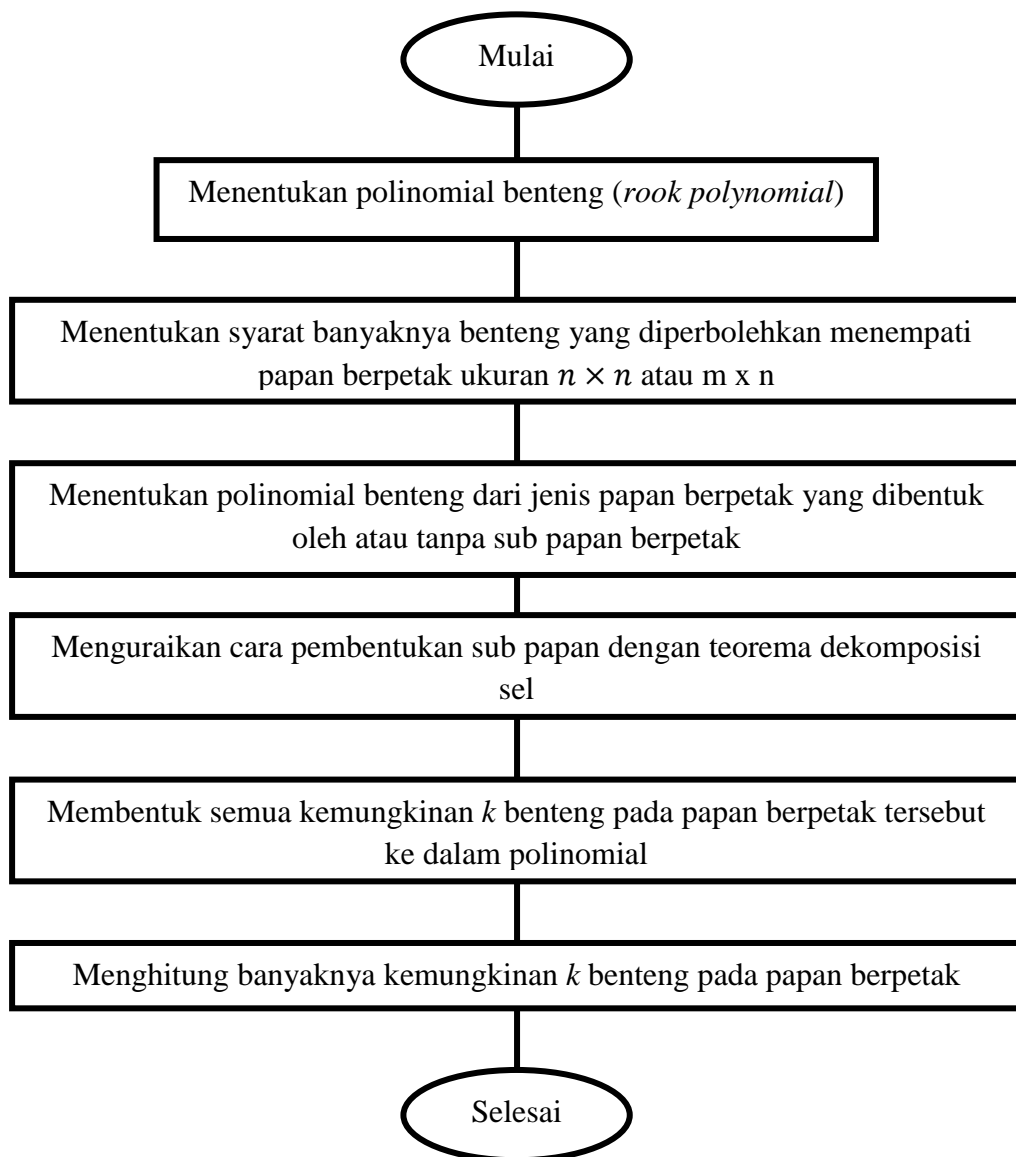 Mulai
Menentukan polinomial benteng (rook polynomial)
Menentukan syarat banyaknya benteng yang diperbolehkan menempati
papan berpetak ukuran 𝑛 × 𝑛 atau m x n
Menentukan polinomial benteng dari jenis papan berpetak yang dibentuk
oleh atau tanpa sub papan berpetak
Menguraikan cara pembentukan sub papan dengan teorema dekomposisi
sel
Membentuk semua kemungkinan k benteng pada papan berpetak tersebut
ke dalam polinomial
Menghitung banyaknya kemungkinan k benteng pada papan berpetak
Selesai